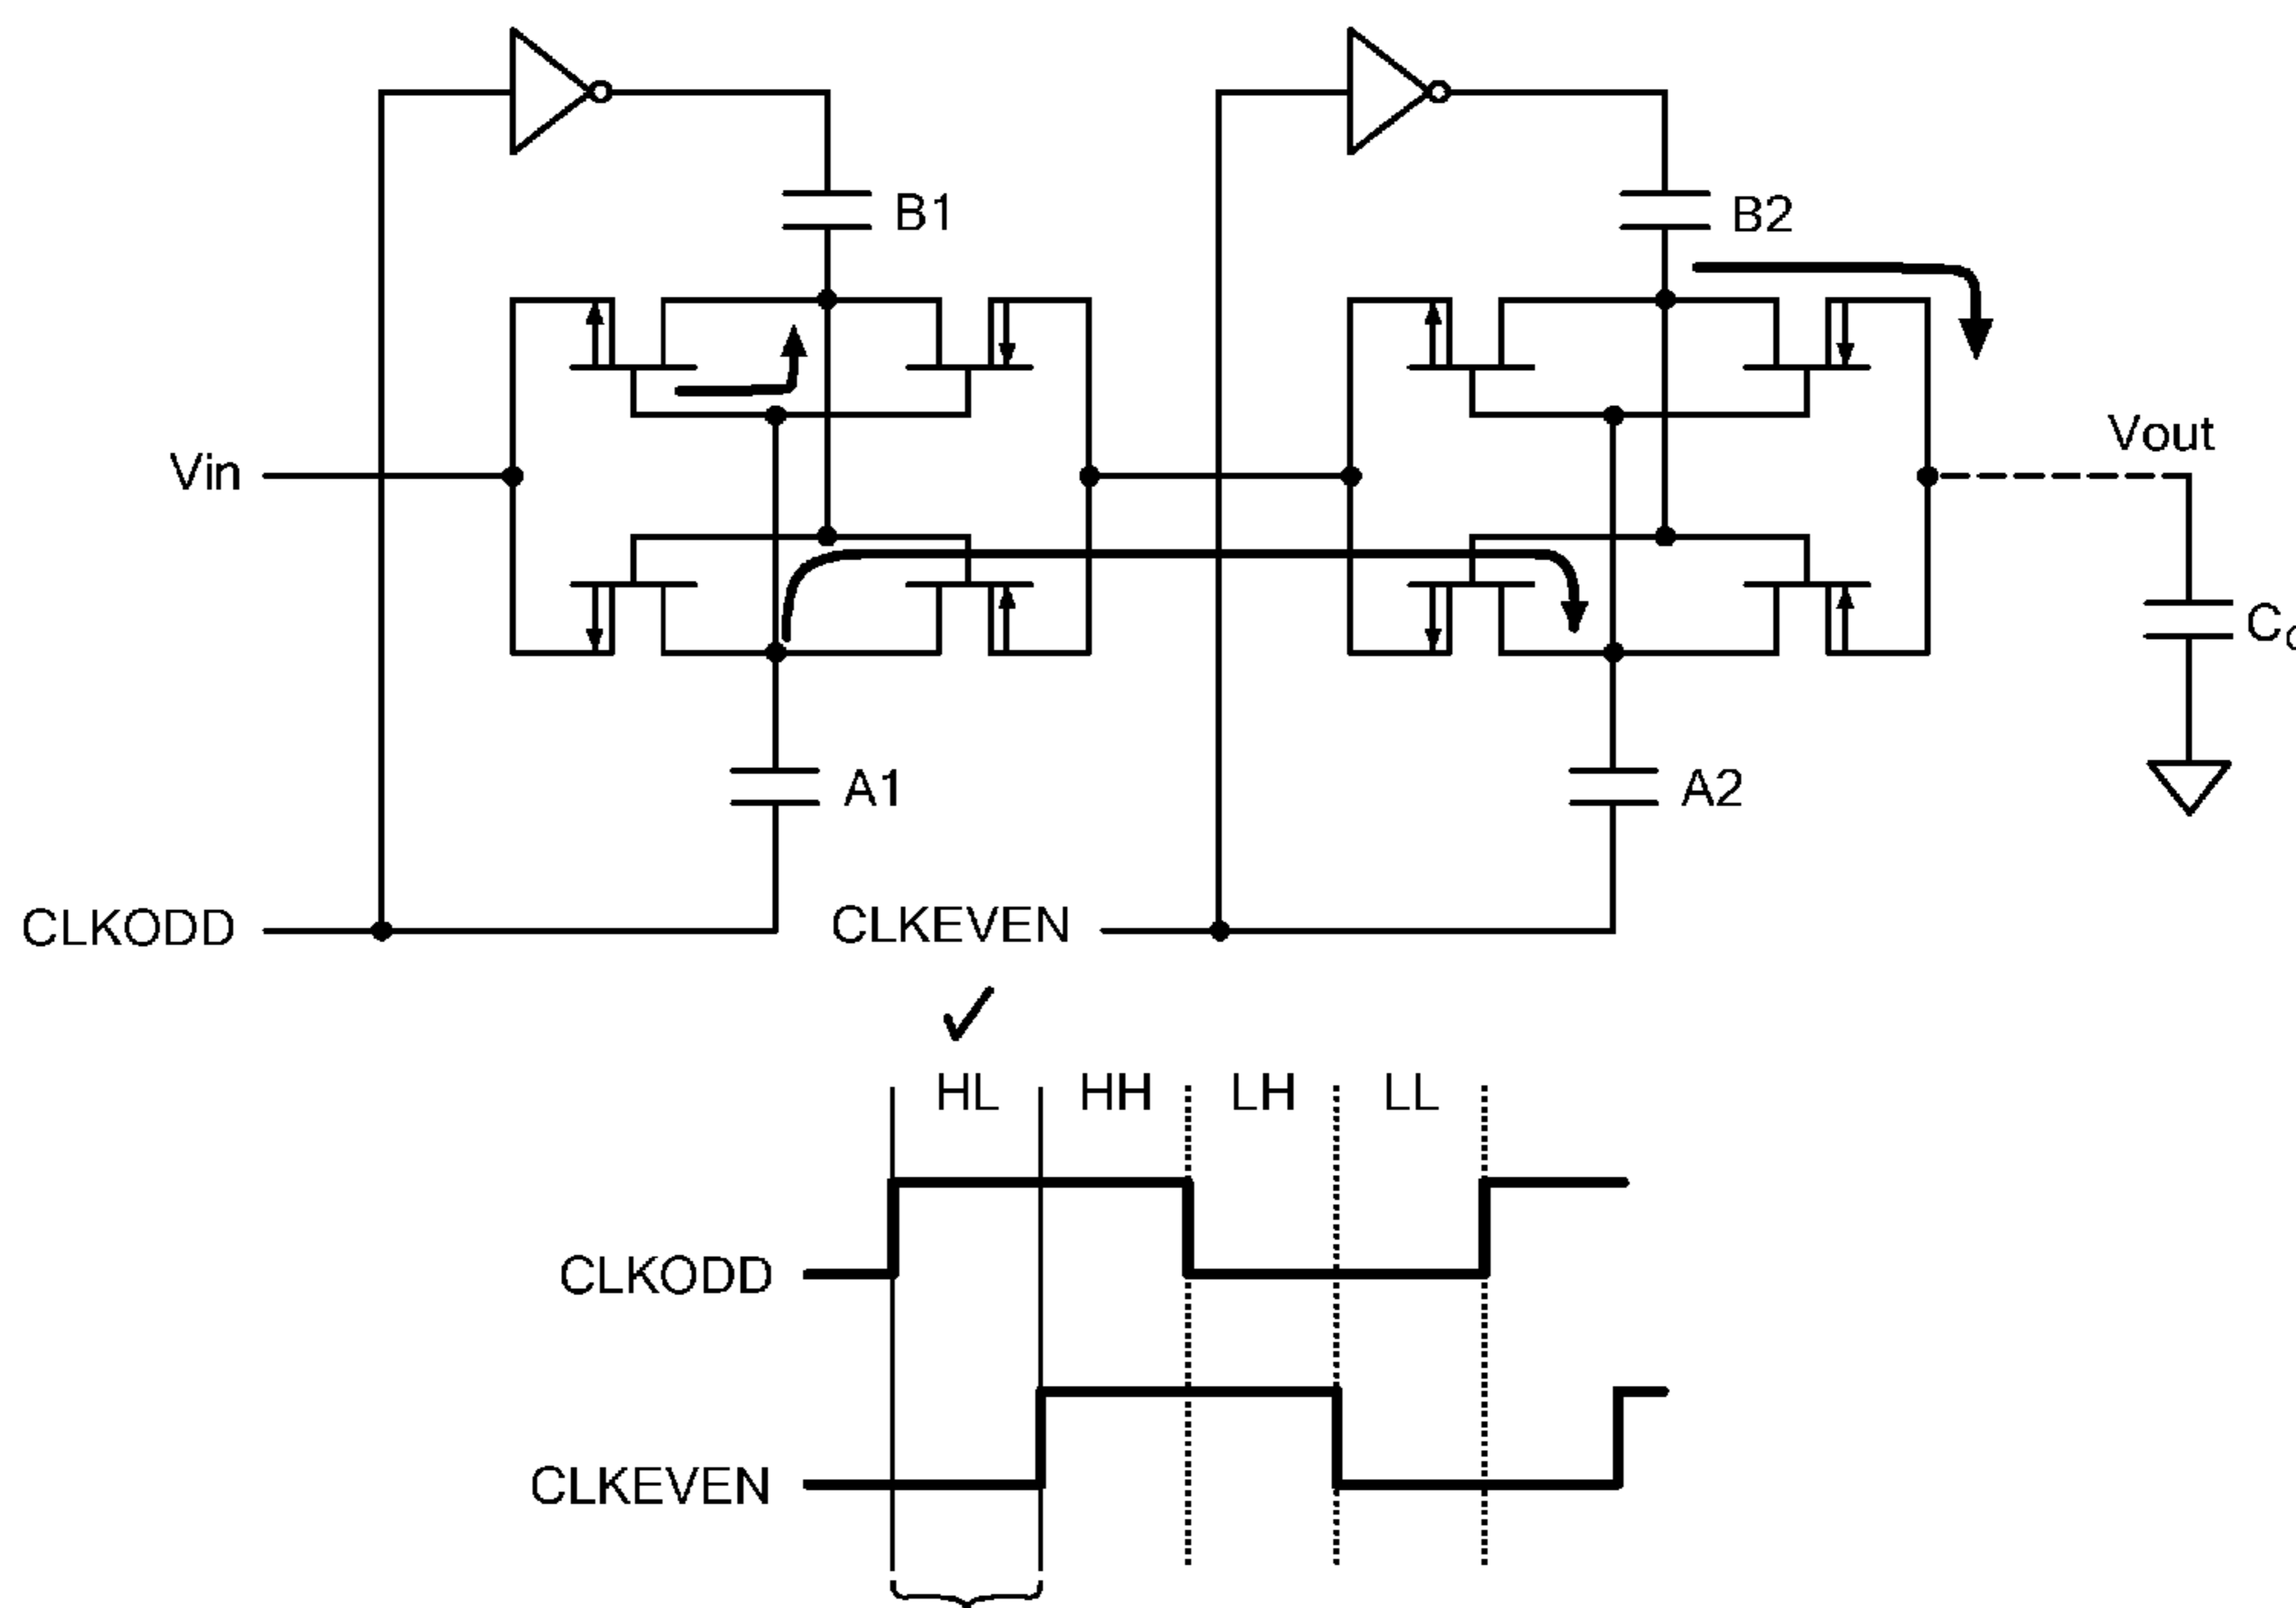 B1
B2
Vin
Vout
A1
A2
CLKODD
CLKEVEN
HL HH LH LL
CLKODD
CLKEVEN